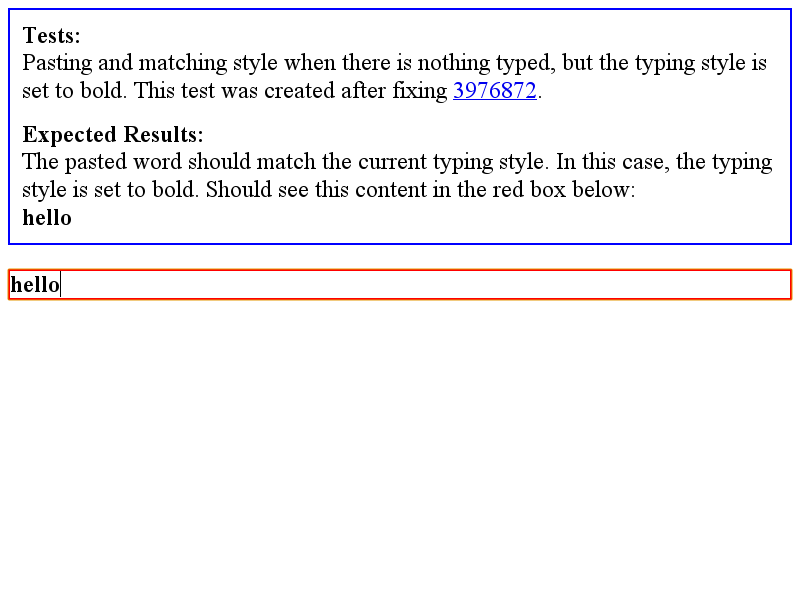 Tests:
Pasting and matching style when there is nothing typed, but the typing style is
set to bold. This test was created after fixing 3976872.
Expected Results:
The pasted word should match the current typing style. In this case, the typing
style is set to bold. Should see this content in the red box below:
hello
hello